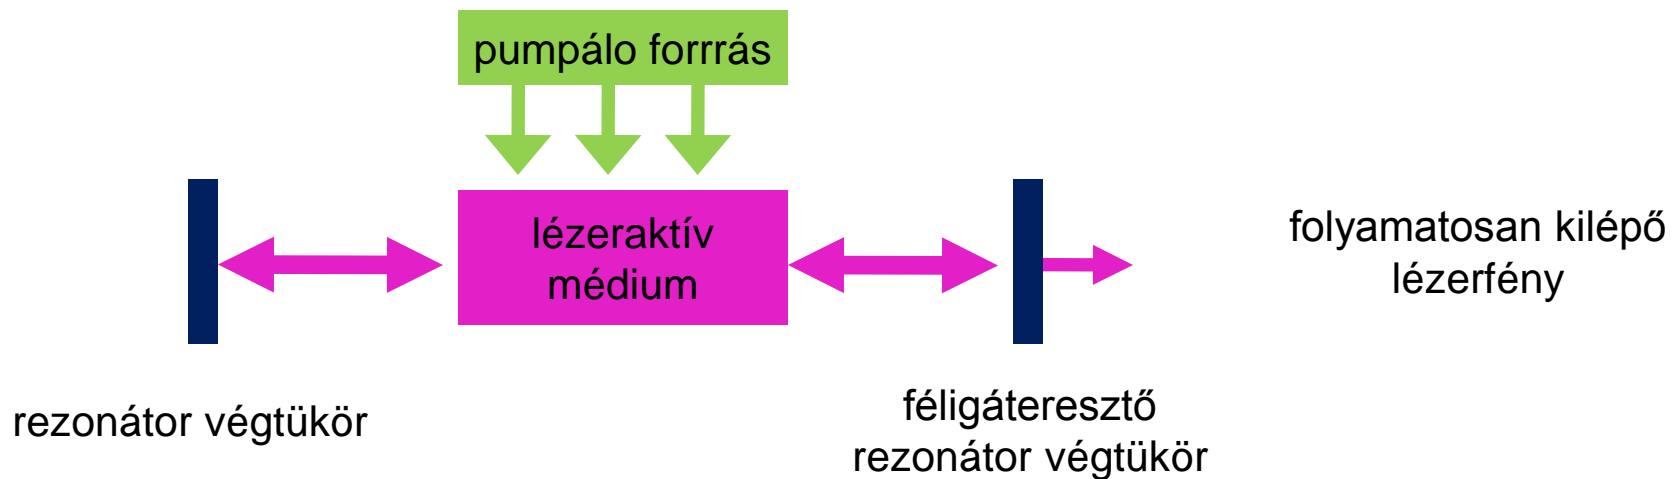 pumpálo forrrás
lézeraktív
médium
folyamatosan kilépő
lézerfény
rezonátor végtükör
féligáteresztő
rezonátor végtükör